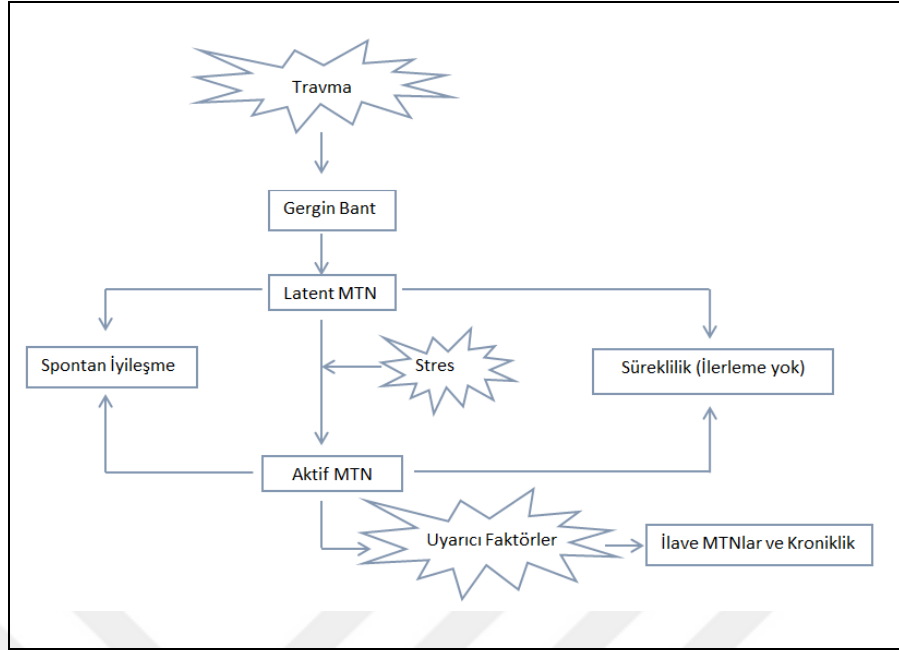 Travma
Gergin Bant
Latent MTN
Spontan İyileşme
Stres
Süreklilik (İlerleme yok)
Aktif MTN
Uyarıcı Faktörler
İlave MTNlar ve Kroniklik